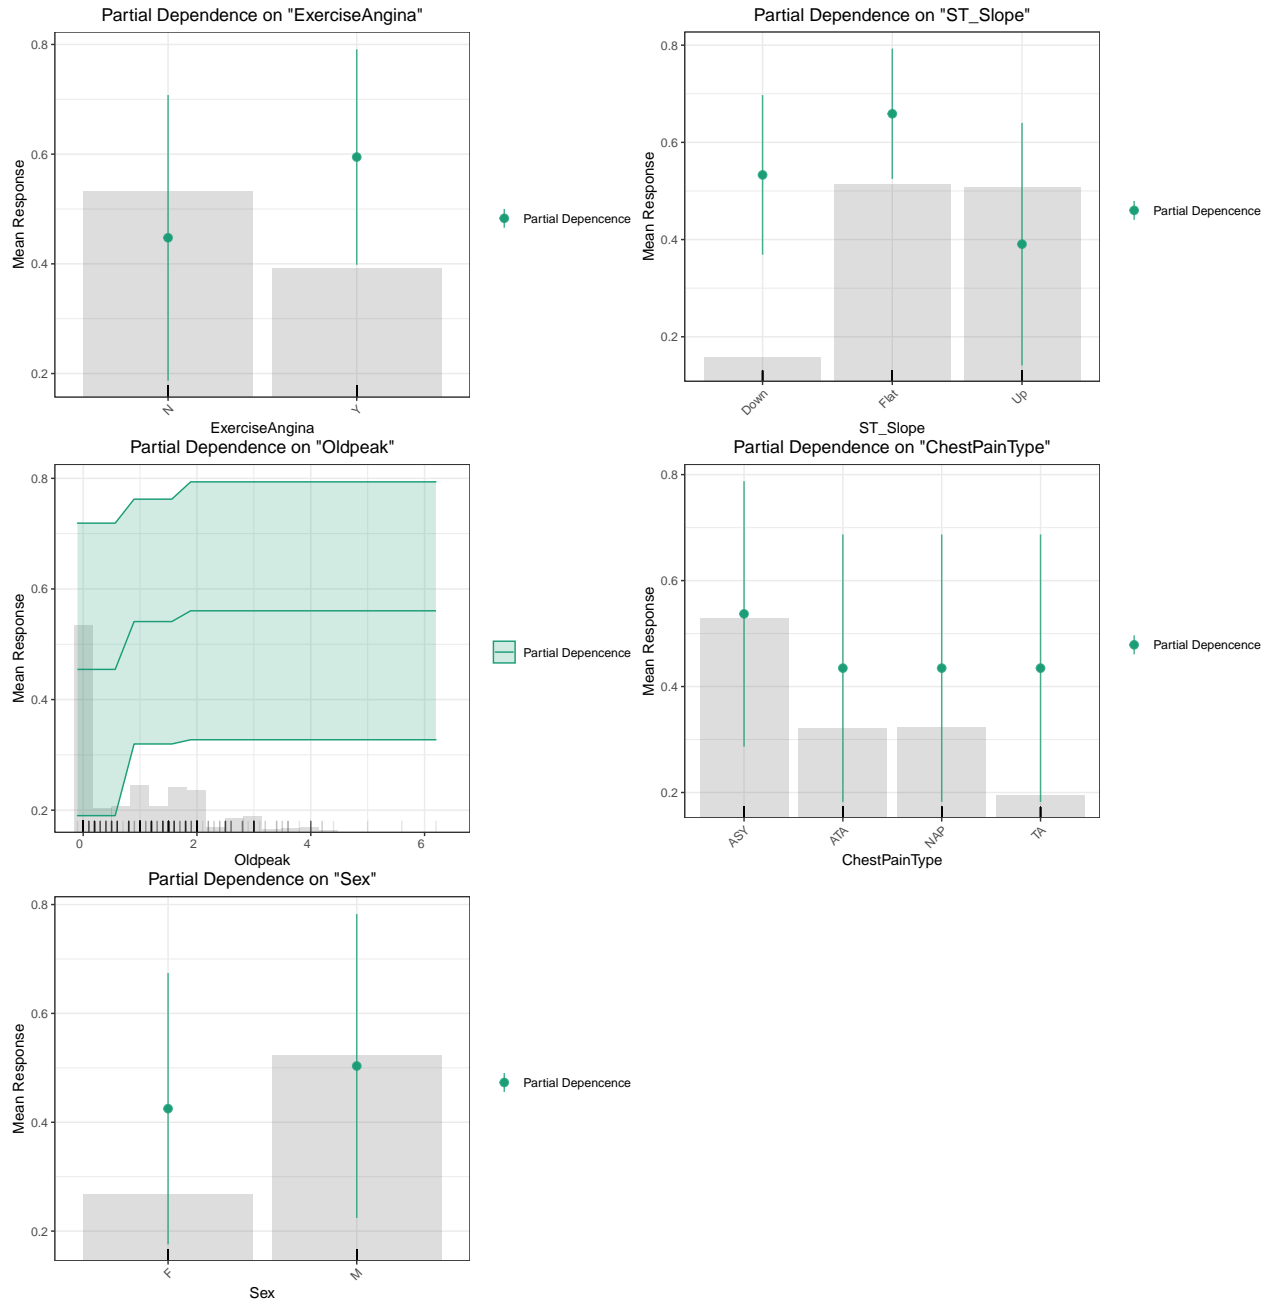 Partial Dependence on "ExerciseAngina"
0.8
0.6
0.4
0.2
Mean Response
N
Y
ExerciseAngina
Partial Depencence
Partial Dependence on "ST_Slope"
0.8
0.6
0.4
0.2
Mean Response
Down
Flat
Up
ST_Slope
Partial Depencence
Partial Dependence on "Oldpeak"
0.8
0.6
0.4
0.2
Mean Response
0
2
4
6
Oldpeak
Partial Depencence
Partial Dependence on "ChestPainType"
0.8
0.6
0.4
0.2
Mean Response
ASY
ATA
NAP
TA
ChestPainType
Partial Depencence
Partial Dependence on "Sex"
0.8
0.6
0.4
0.2
Mean Response
F
M
Sex
Partial Depencence